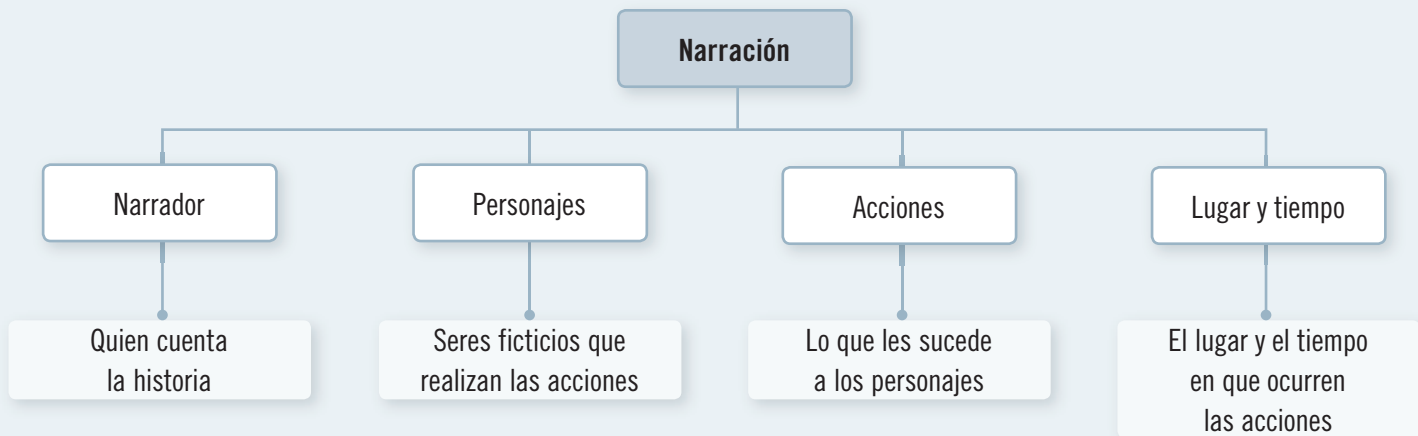 Narración
Narrador
Personajes
Acciones
Lugar y tiempo
Quien cuenta
la historia
Seres ficticios que
realizan las acciones
Lo que les sucede
a los personajes
El lugar y el tiempo
en que ocurren
las acciones